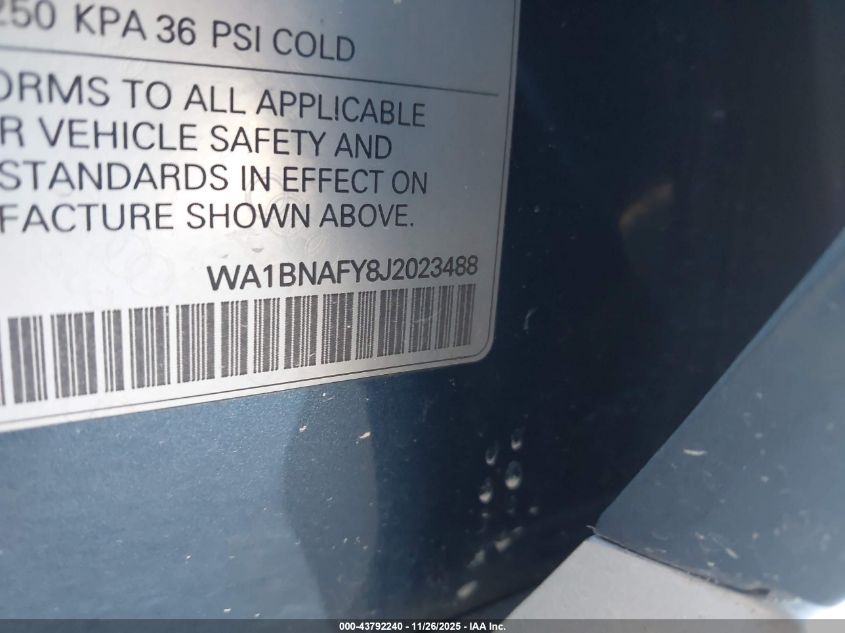 250 KPA 36 PSI COLD
ORMS TO ALL APPLICABLE
R VEHICLE SAFETY AND
STANDARDS IN EFFECT ON
FACTURE SHOWN ABOVE.
WA1BNAFY8J2023488
000-43792240 - 11/26/2025 - IAA Inc.